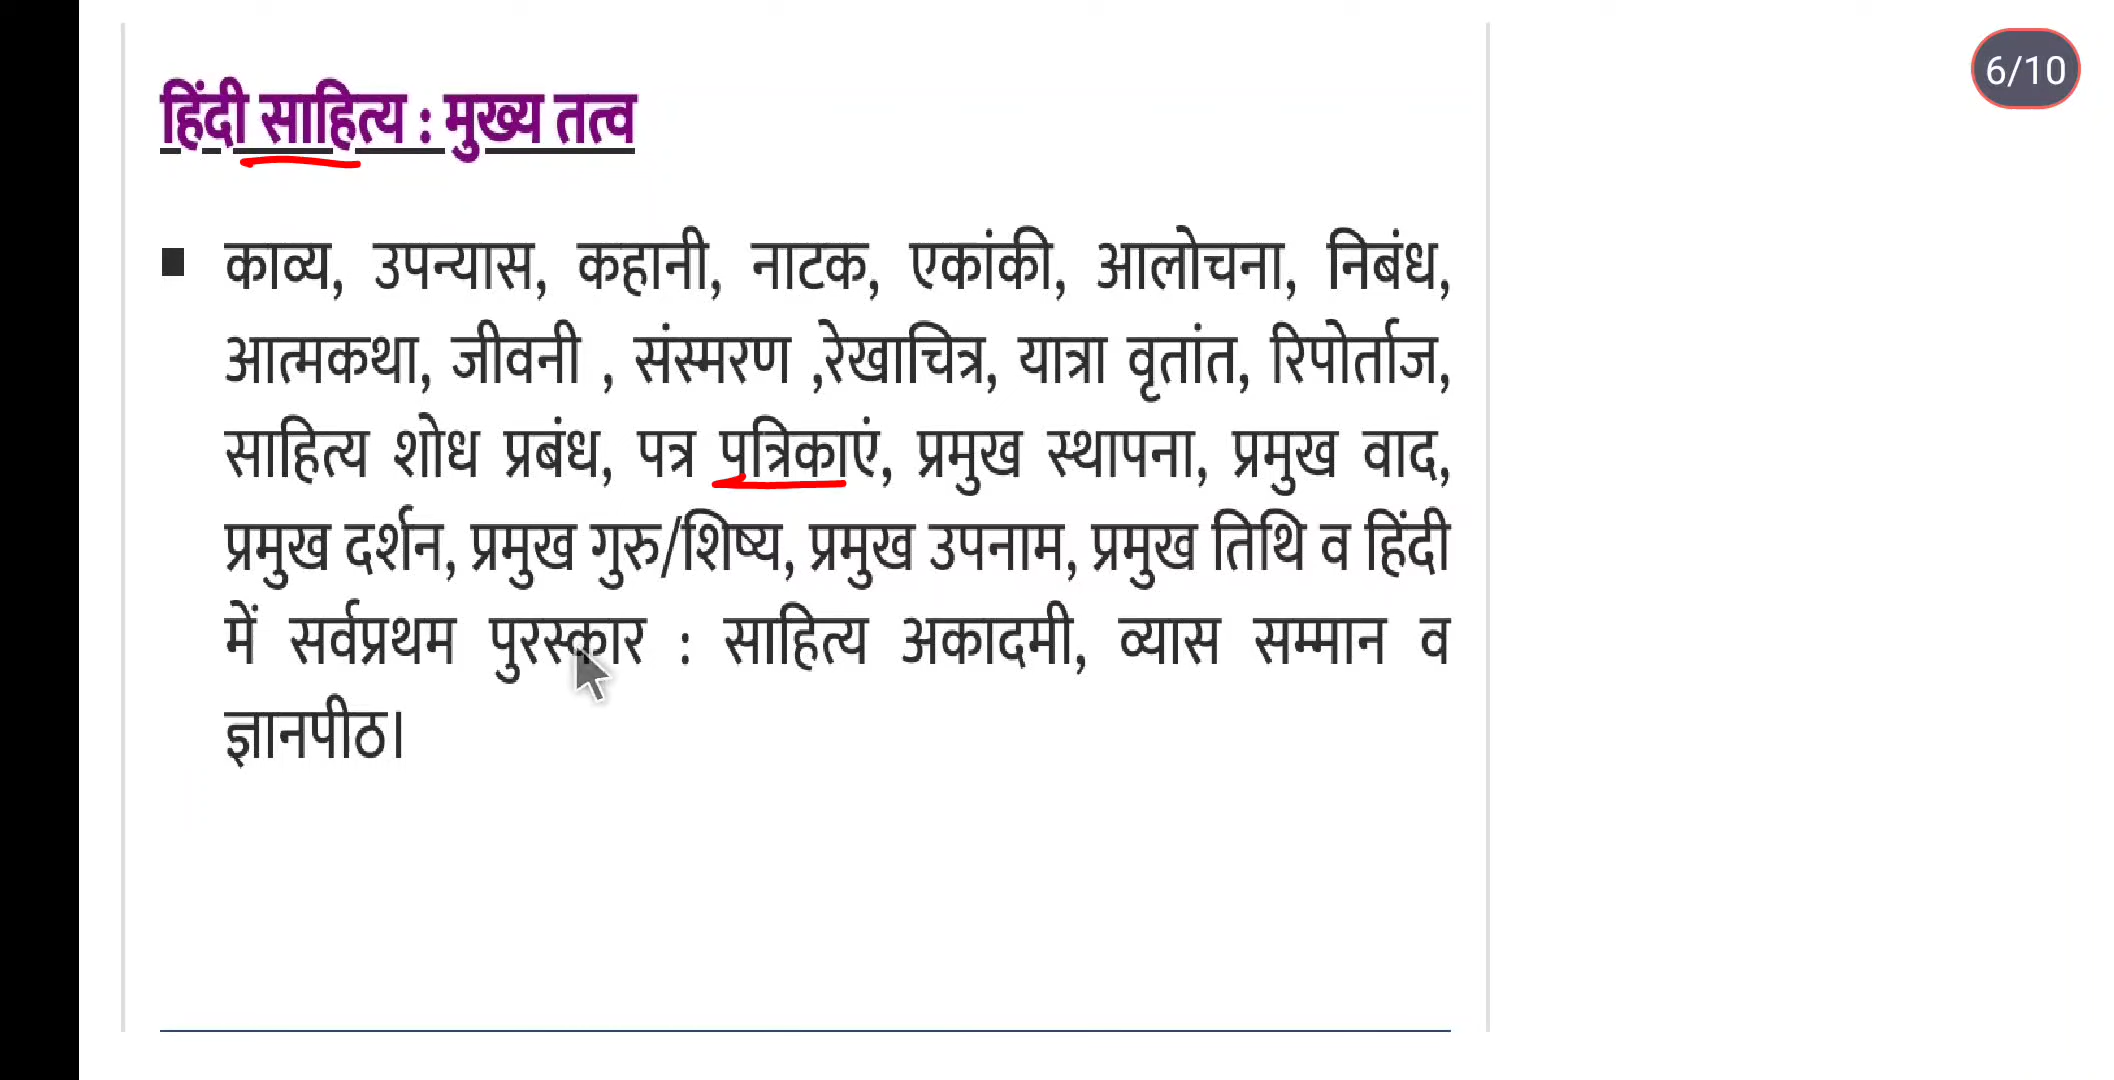 6/10
हिंदी साहित्य : मुख्य तत्व
▪ काव्य, उपन्यास, कहानी, नाटक, एकांकी, आलोचना, निबंध,
आत्मकथा, जीवनी , संस्मरण ,रेखाचित्र, यात्रा वृतांत, रिपोर्ताज,
साहित्य शोध प्रबंध, पत्र पत्रिकाएं, प्रमुख स्थापना, प्रमुख वाद,
प्रमुख दर्शन, प्रमुख गुरु/शिष्य, प्रमुख उपनाम, प्रमुख तिथि व हिंदी
में सर्वप्रथम पुरस्कार : साहित्य अकादमी, व्यास सम्मान व
ज्ञानपीठ।